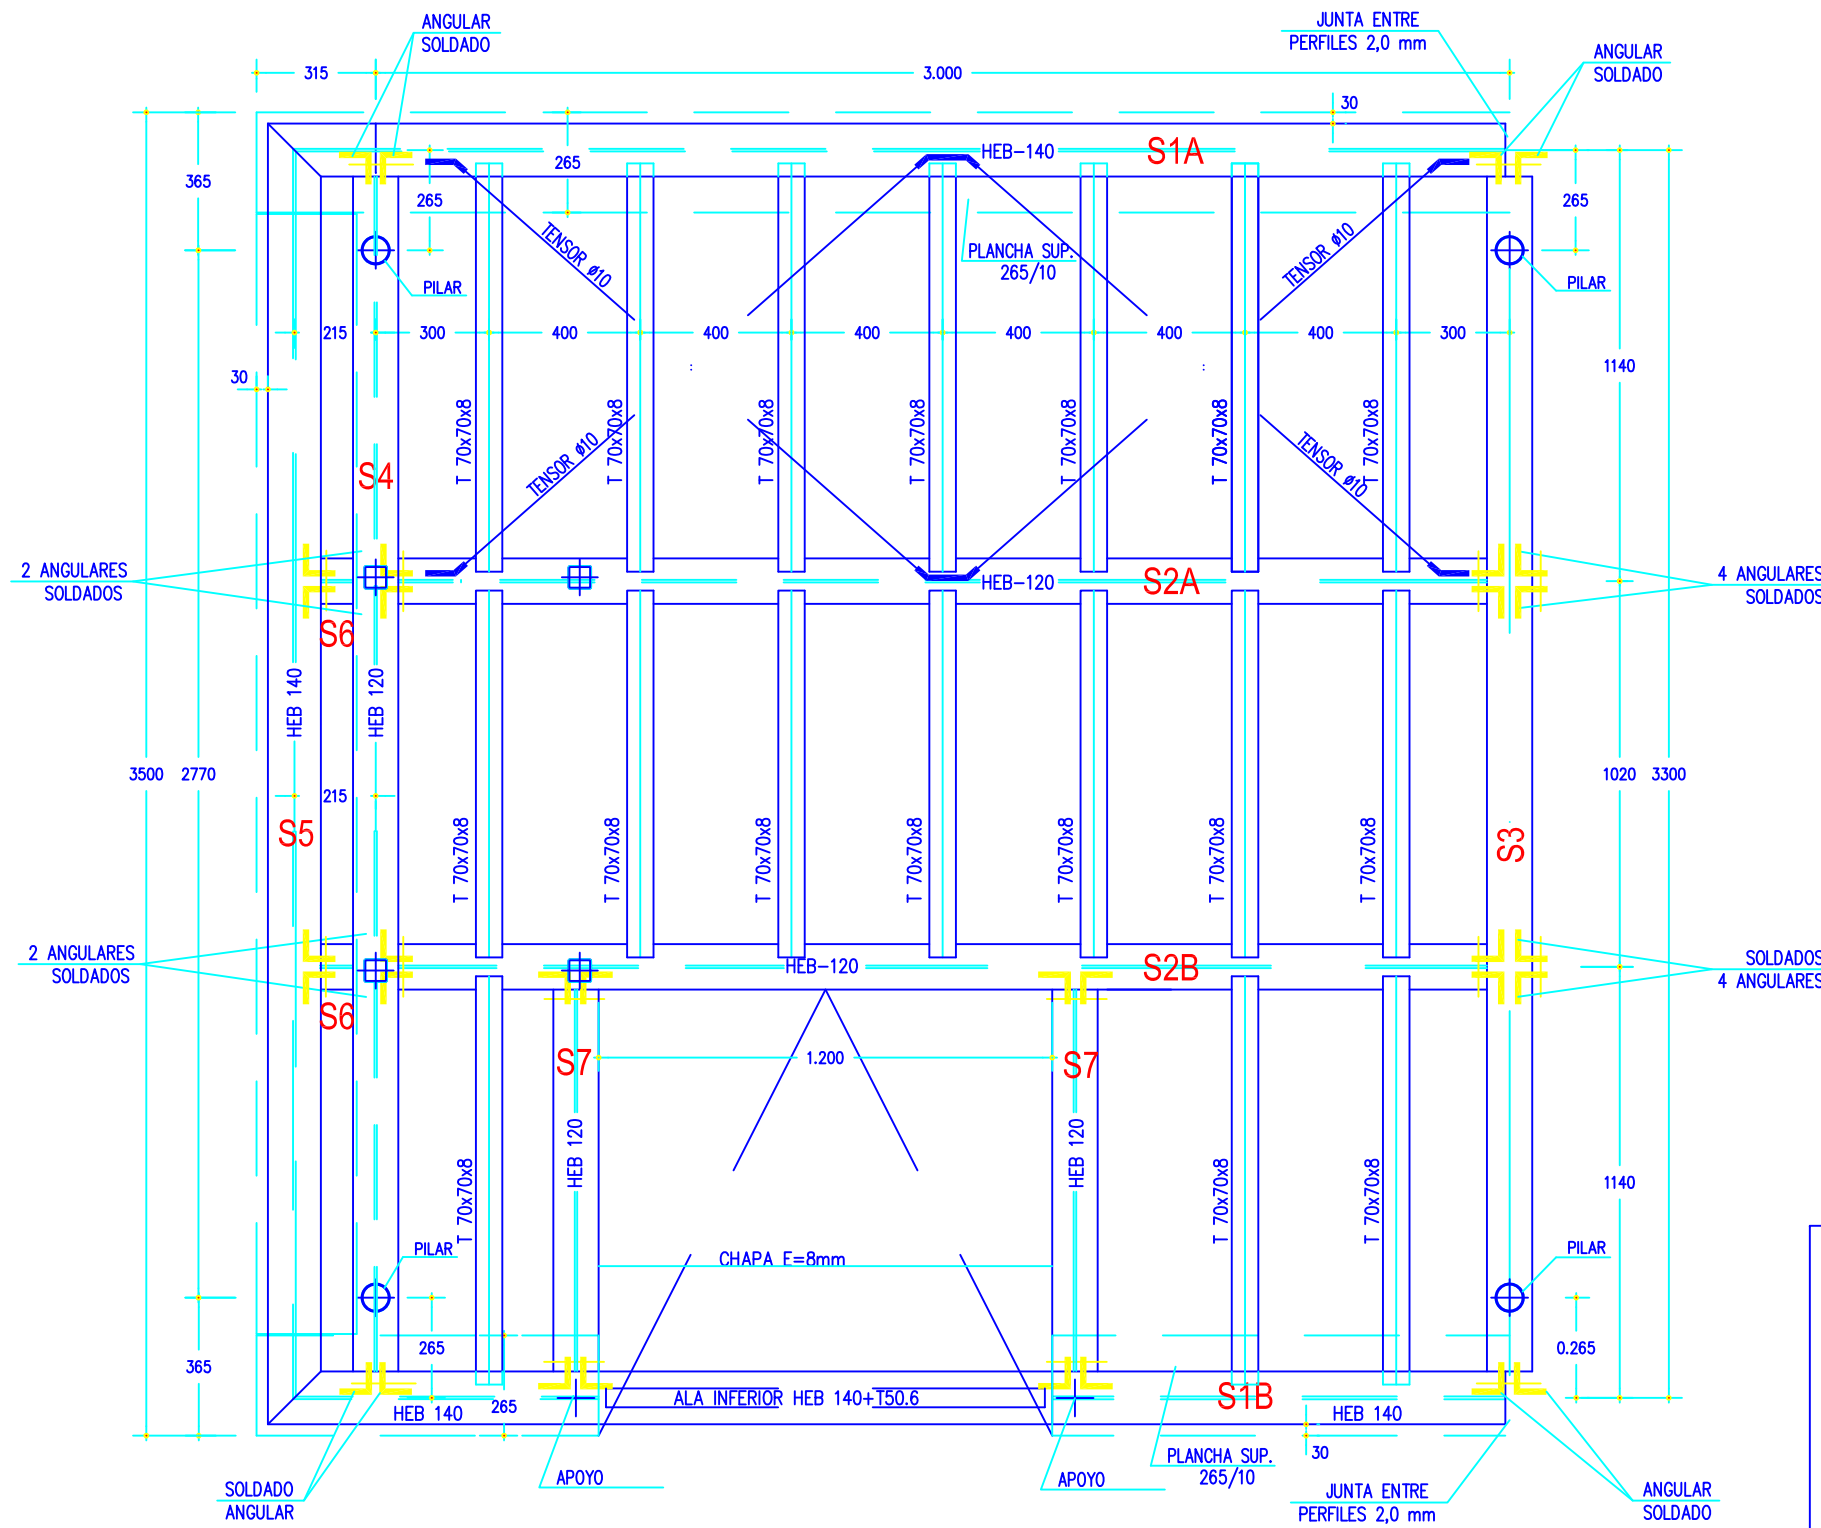 ANGULAR
SOLDADO
JUNTA ENTRE
PERFILES 2,0 mm
ANGULAR
SOLDADO
315
3.000
30
HEB-140
S1A
265
365
265
265
TENSOR ø10
PLANCHA SUP.
265/10
TENSOR ø10
PILAR
PILAR
215
300
400
400
400
400
400
400
300
30
1140
T 70x70x8
T 70x70x8
T 70x70x8
T 70x70x8
T 70x70x8
T 70x70x8
T 70x70x8
TENSOR ø10
TENSOR ø10
S4
2 ANGULARES
SOLDADOS
HEB-120
S2A
4 ANGULARES
SOLDADOS
S6
HEB 140
HEB 120
3500
2770
1020
3300
215
S5
S3
T 70x70x8
T 70x70x8
T 70x70x8
T 70x70x8
T 70x70x8
T 70x70x8
T 70x70x8
2 ANGULARES
SOLDADOS
HEB-120
S2B
SOLDADOS
4 ANGULARES
S6
S7
1.200
S7
HEB 120
HEB 120
T 70x70x8
T 70x70x8
T 70x70x8
1140
PILAR
CHAPA E=8mm
PILAR
365
265
0.265
265
ALA INFERIOR HEB 140+T50.6
S1B
HEB 140
HEB 140
30
PLANCHA SUP.
265/10
APOYO
APOYO
SOLDADO
ANGULAR
JUNTA ENTRE
PERFILES 2,0 mm
ANGULAR
SOLDADO